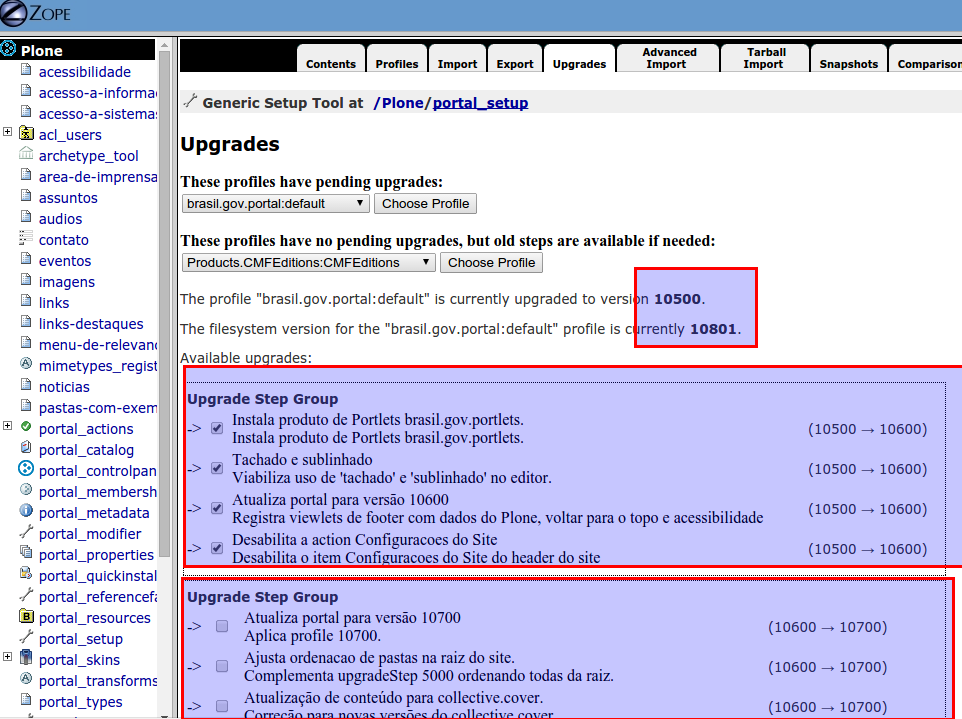 ZOPE
Contents
Profiles
Import
Export
Upgrades
Advanced
Import
Tarball
Import
Snapshots
Comparison
Plone
acessibilidade
acesso-a-informa
acesso-a-sistemas
acl_users
archetype_tool
area-de-imprensa
assuntos
audios
contato
eventos
imagens
links
links-destaques
menu-de-relevanc
mimetypes_regist
noticias
pastas-com-exem
portal_actions
portal_catalog
portal_controlpan
portal_membersh
portal_metadata
portal_modifier
portal_properties
portal_quickinstal
portal_referencefa
portal_resources
portal_setup
portal_skins
portal_transforms
portal_types
Generic Setup Tool at /Plone/portal_setup
Upgrades
These profiles have pending upgrades:
brasil.gov.portal:default Choose Profile
These profiles have no pending upgrades, but old steps are available if needed:
Products.CMFEditions:CMFEditions Choose Profile
The profile "brasil.gov.portal:default" is currently upgraded to version 10500.
The filesystem version for the "brasil.gov.portal:default" profile is currently 10801.
Available upgrades:
Upgrade Step Group
-> Instala produto de Portlets brasil.gov.portlets.
Instala produto de Portlets brasil.gov.portlets. (10500 → 10600)
-> Tachado e sublinhado
Viabiliza uso de 'tachado' e 'sublinhado' no editor. (10500 → 10600)
-> Atualiza portal para versão 10600
Registra viewlets de footer com dados do Plone, voltar para o topo e acessibilidade (10500 → 10600)
-> Desabilita a action Configuracoes do Site
Desabilita o item Configuracoes do Site do header do site (10500 → 10600)
Upgrade Step Group
-> Atualiza portal para versão 10700
Aplica profile 10700. (10600 → 10700)
-> Ajusta ordenacao de pastas na raiz do site.
Complementa upgradeStep 5000 ordenando todas da raiz. (10600 → 10700)
-> Atualização de conteúdo para collective.cover.
Correção para novas versões do collective.cover (10600 → 10700)